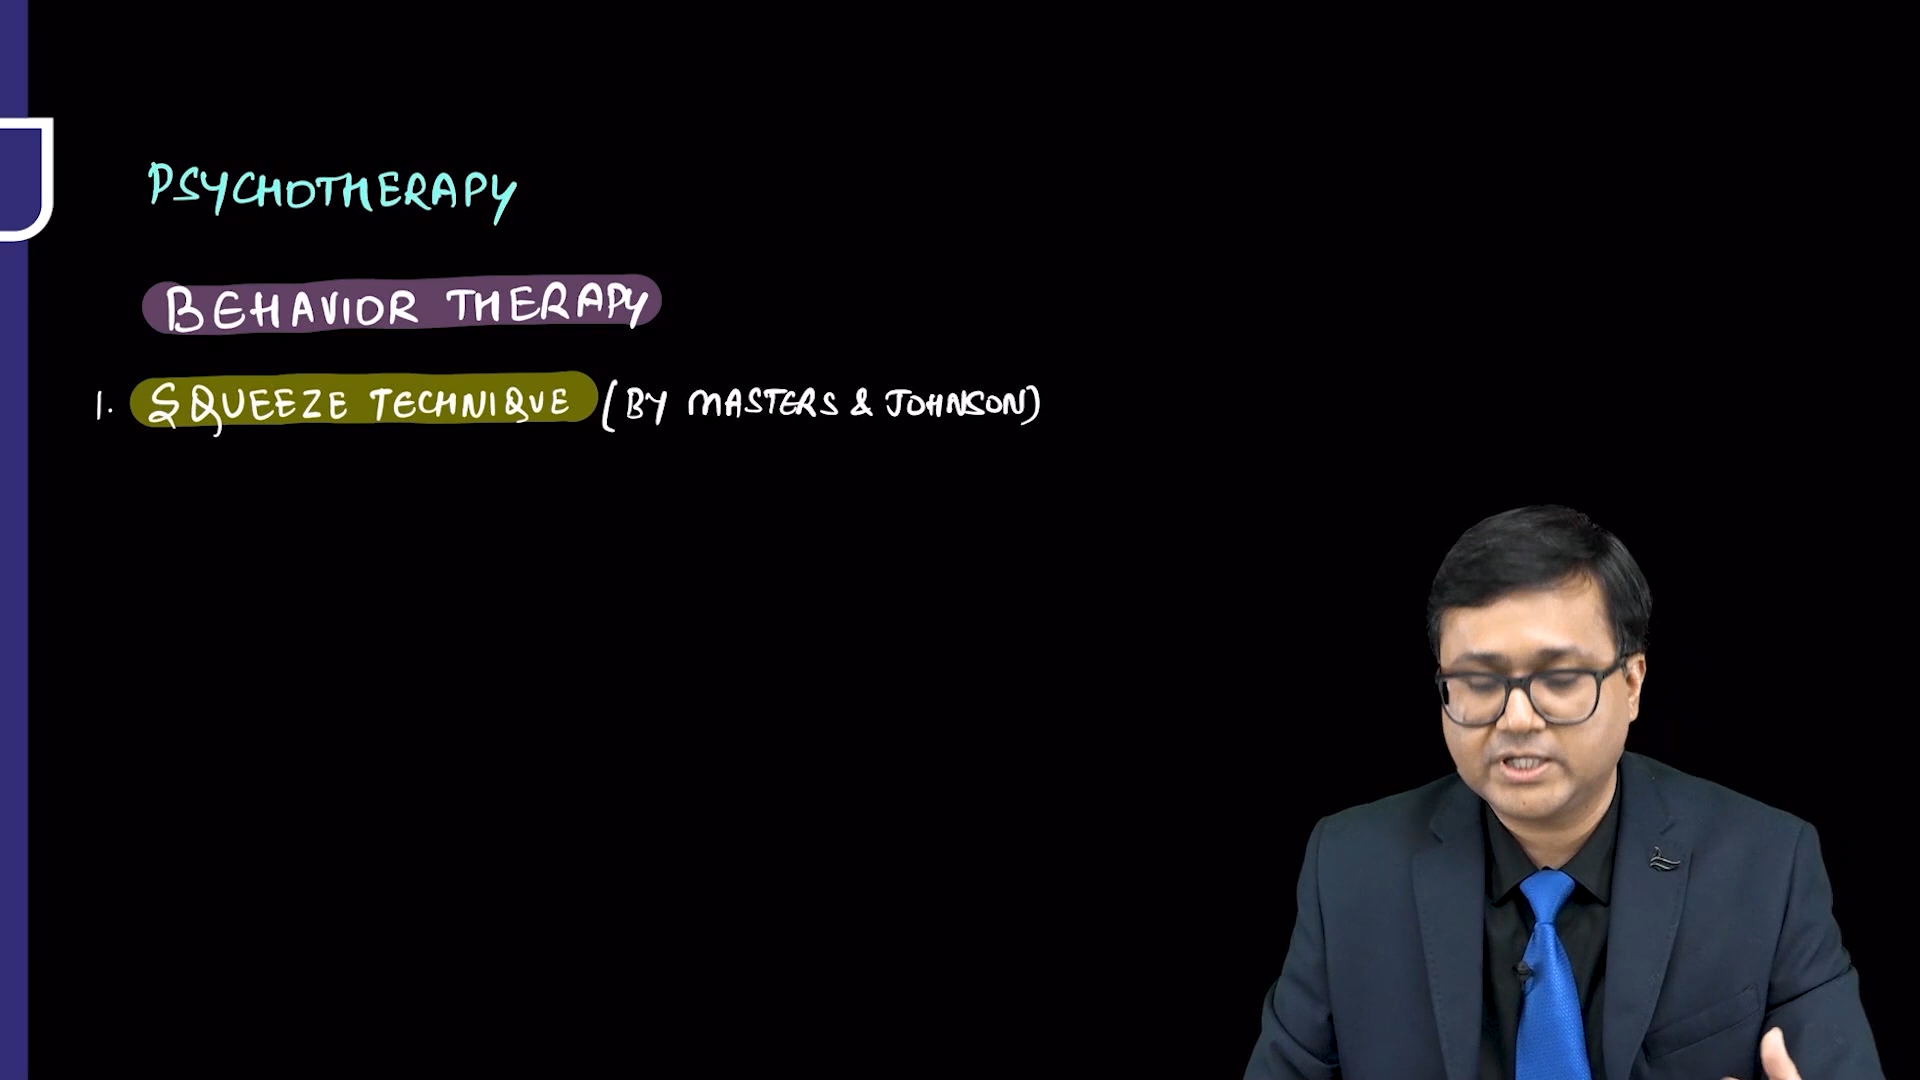 PSYCHOTHERAPY
BEHAVIOR THERAPY
1. SQUEEZE TECHNIQUE (BY MASTERS & JOHNSON)